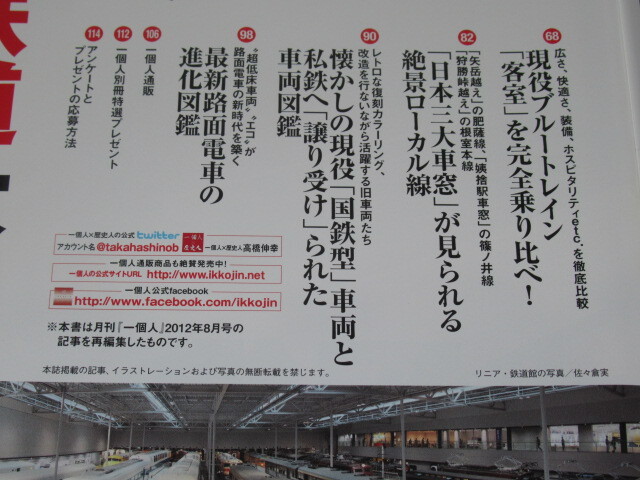 68
広さ、快適さ、装備、ホスピタリティetc.を徹底比較
現役ブルートレイン
「客室」を完全乗り比べ！
82
「矢岳越え」の肥薩線、「姨捨駅車窓」の篠ノ井線
「狩勝峠越え」の根室本線
「日本三大車窓」が見られる
絶景ローカル線
90
レトロな復刻カラーリング、
改造を行ないながら活躍する旧車両たち
懐かしの現役「国鉄型」車両と
私鉄へ「譲り受け」られた
車両図鑑
98
“超低床車両”“エコ”が
路面電車の新時代を築く
最新路面電車の
進化図鑑
106
一個人通販
112
一個人別冊特選プレゼント
114
アンケートと
プレゼントの応募方法
一個人×歴史人の公式 twitter
アカウント名 @takahashinob 一個人×歴史人 高橋伸幸
一個人通販商品も絶賛発売中！
一個人の公式サイトURL http://www.ikkojin.net
一個人公式facebook
http://www.facebook.com/ikkojin
※本書は月刊『一個人』2012年8月号の
記事を再編集したものです。
本誌掲載の記事、イラストレーションおよび写真の無断転載を禁じます。
リニア・鉄道館の写真／佐々倉実
鉄道